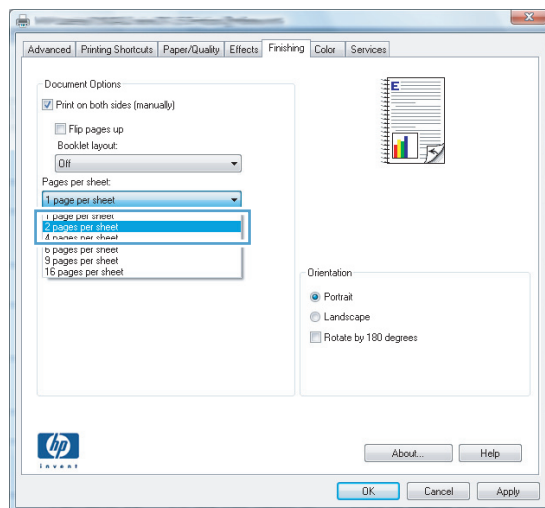 Advanced Printing Shortcuts Paper/Quality Effects Finishing Color Services
Document Options
Print on both sides (manually)
Flip pages up
Booklet layout:
Off
Pages per sheet:
1 page per sheet
1 page per sheet
2 pages per sheet
4 pages per sheet
6 pages per sheet
9 pages per sheet
16 pages per sheet
E
Orientation
Portrait
Landscape
Rotate by 180 degrees
hp
invent
About... Help
OK Cancel Apply